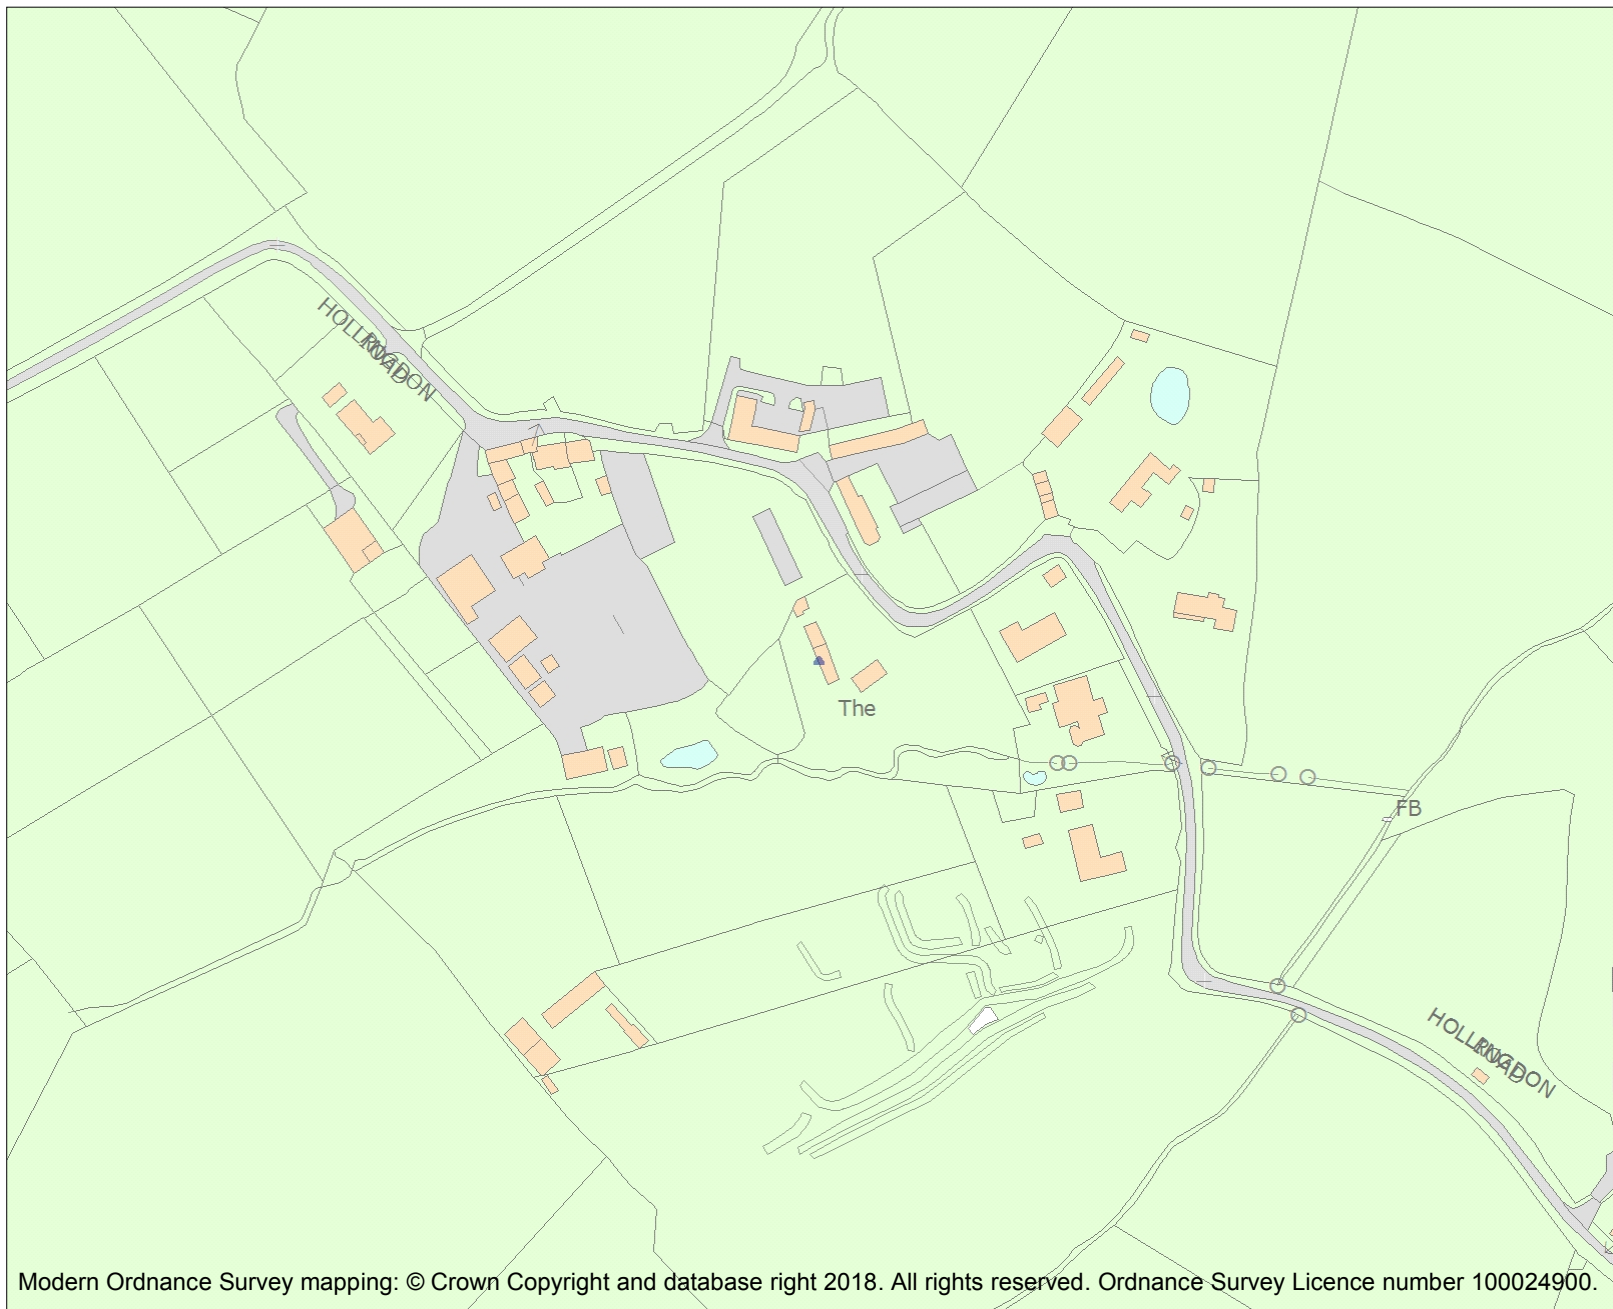 HOLLINGDON
ROAD
The
FB
HOLLINGDON
ROAD
Modern Ordnance Survey mapping: © Crown Copyright and database right 2018. All rights reserved. Ordnance Survey Licence number 100024900.